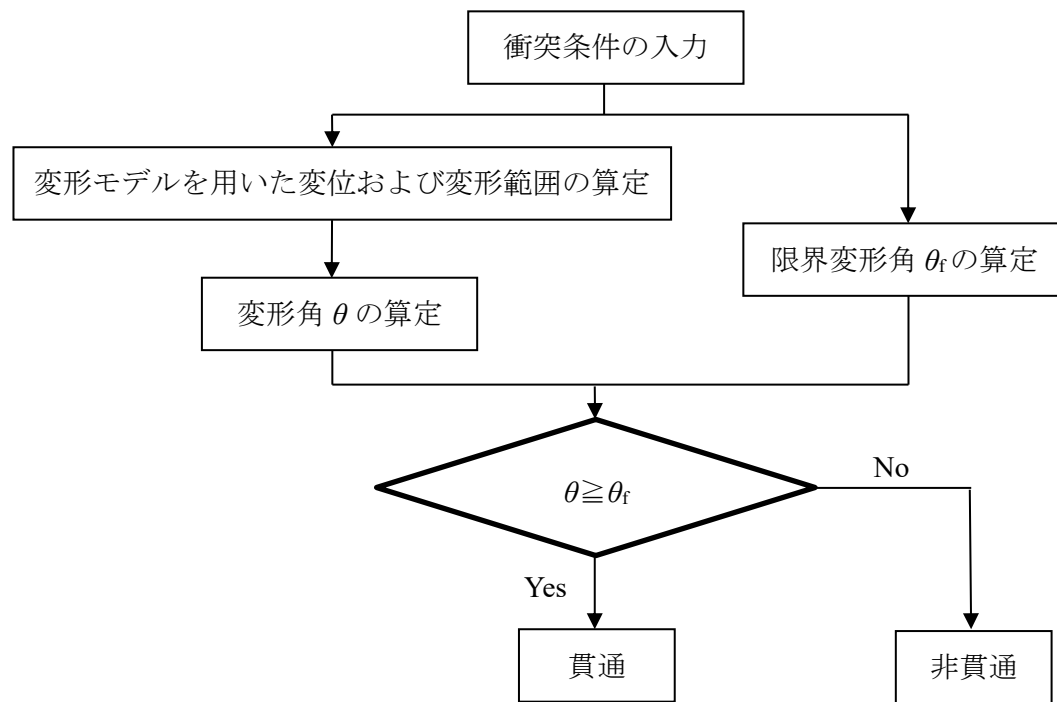 衝突条件の入力
変形モデルを用いた変位および変形範囲の算定
限界変形角 θf の算定
変形角 θ の算定
θ≧θf
No
Yes
貫通
非貫通